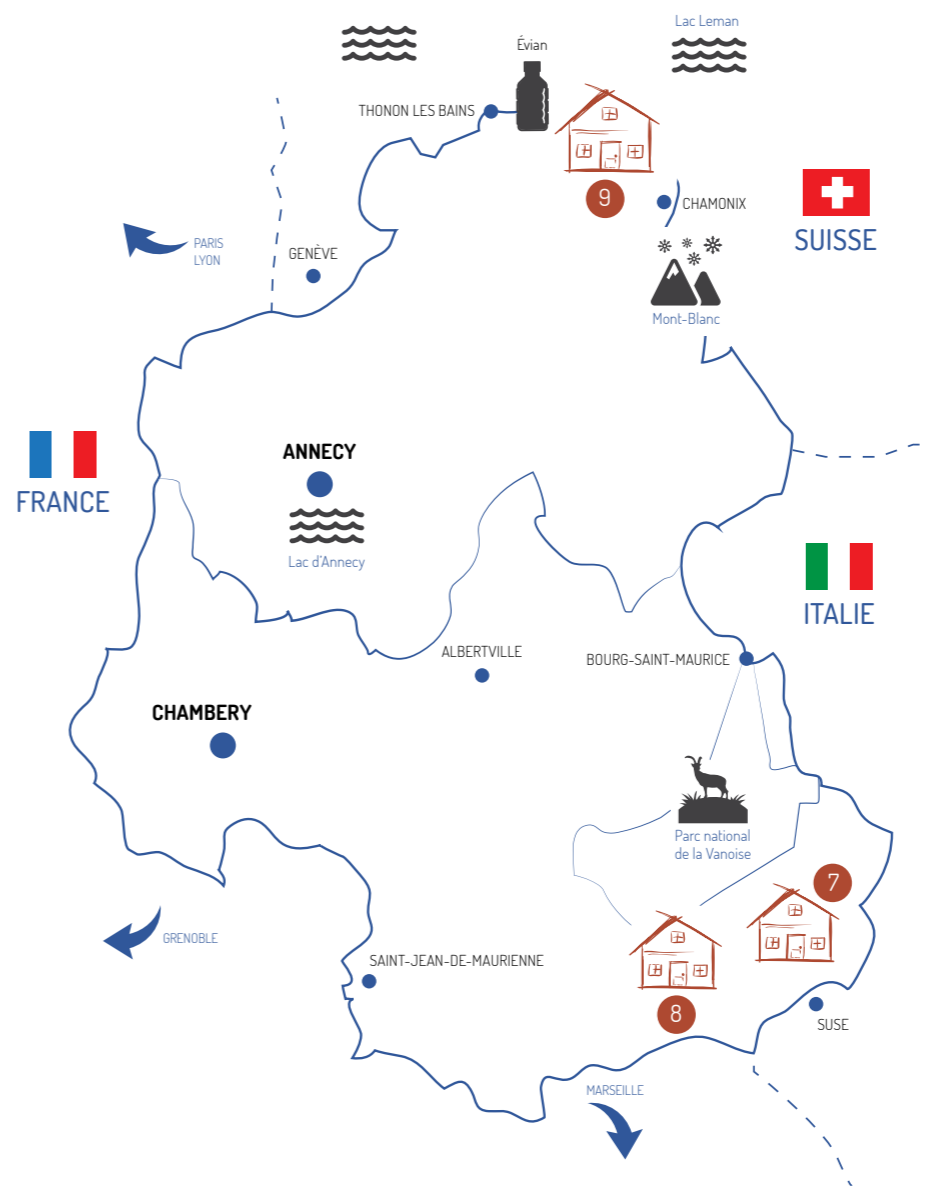 Lac Leman
Évian
THONON LES BAINS
9
CHAMONIX
SUISSE
PARIS
LYON
GENÈVE
Mont-Blanc
ANNECY
FRANCE
Lac d'Annecy
ITALIE
ALBERTVILLE
BOURG-SAINT-MAURICE
CHAMBERY
Parc national
de la Vanoise
7
GRENOBLE
SAINT-JEAN-DE-MAURIENNE
8
SUSE
MARSEILLE